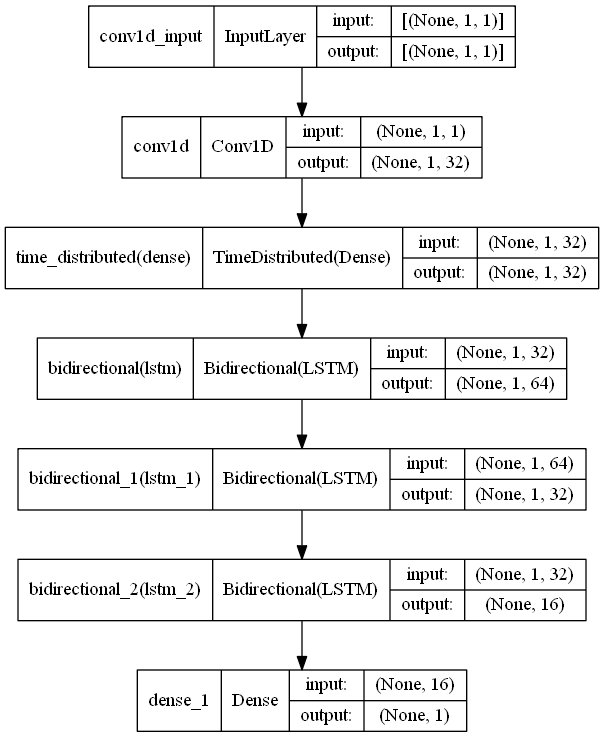 conv1d_input InputLayer input: [(None, 1, 1)]
output: [(None, 1, 1)]
conv1d Conv1D input: (None, 1, 1)
output: (None, 1, 32)
time_distributed(dense) TimeDistributed(Dense) input: (None, 1, 32)
output: (None, 1, 32)
bidirectional(lstm) Bidirectional(LSTM) input: (None, 1, 32)
output: (None, 1, 64)
bidirectional_1(lstm_1) Bidirectional(LSTM) input: (None, 1, 64)
output: (None, 1, 32)
bidirectional_2(lstm_2) Bidirectional(LSTM) input: (None, 1, 32)
output: (None, 16)
dense_1 Dense input: (None, 16)
output: (None, 1)